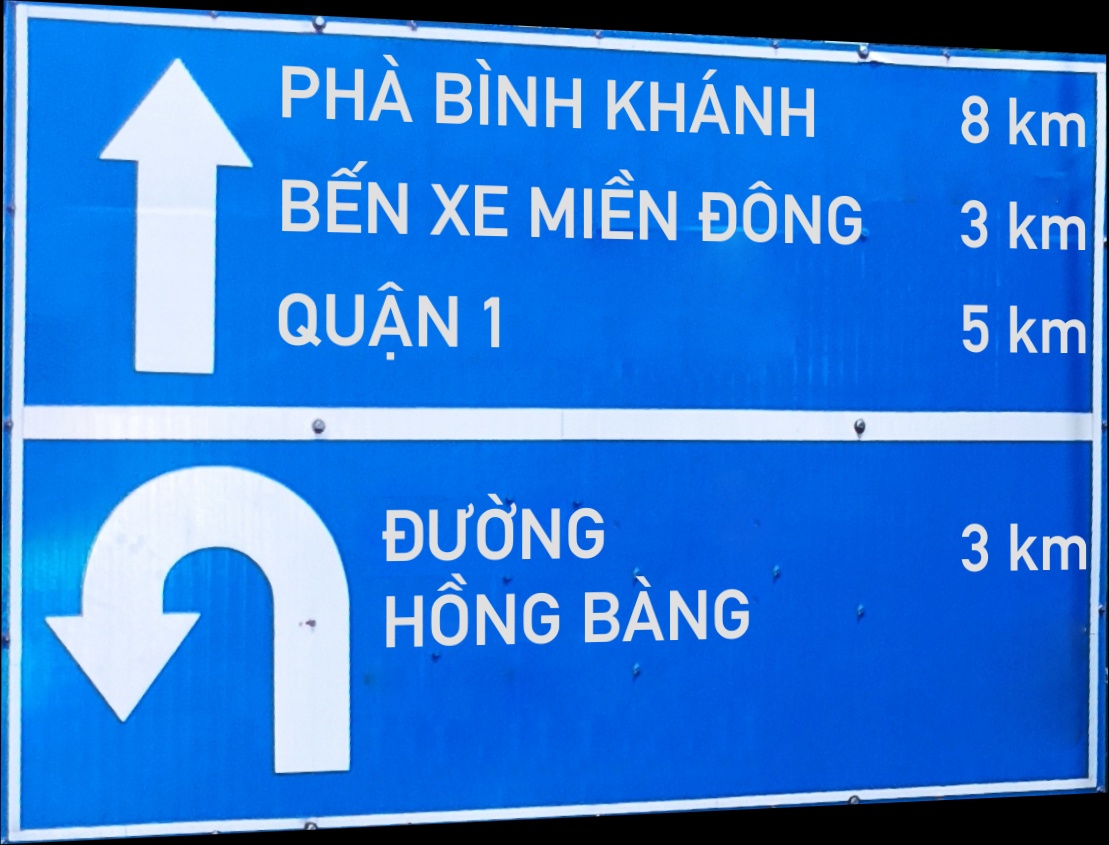 PHÀ BÌNH KHÁNH 8 km
BẾN XE MIỀN ĐÔNG 3 km
QUẬN 1 5 km
ĐƯỜNG 3 km
HỒNG BÀNG